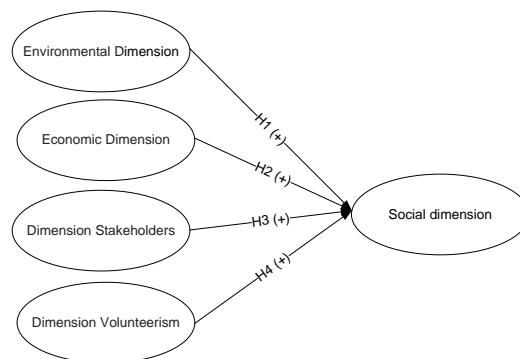 Environmental Dimension
H1 (+)
Economic Dimension
H2 (+)
Social dimension
Dimension Stakeholders
H3 (+)
H4 (+)
Dimension Volunteerism